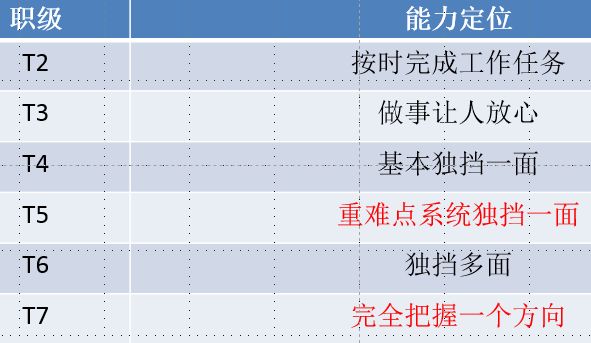 职级 能力定位
T2 按时完成工作任务
T3 做事让人放心
T4 基本独挡一面
T5 重难点系统独挡一面
T6 独挡多面
T7 完全把握一个方向